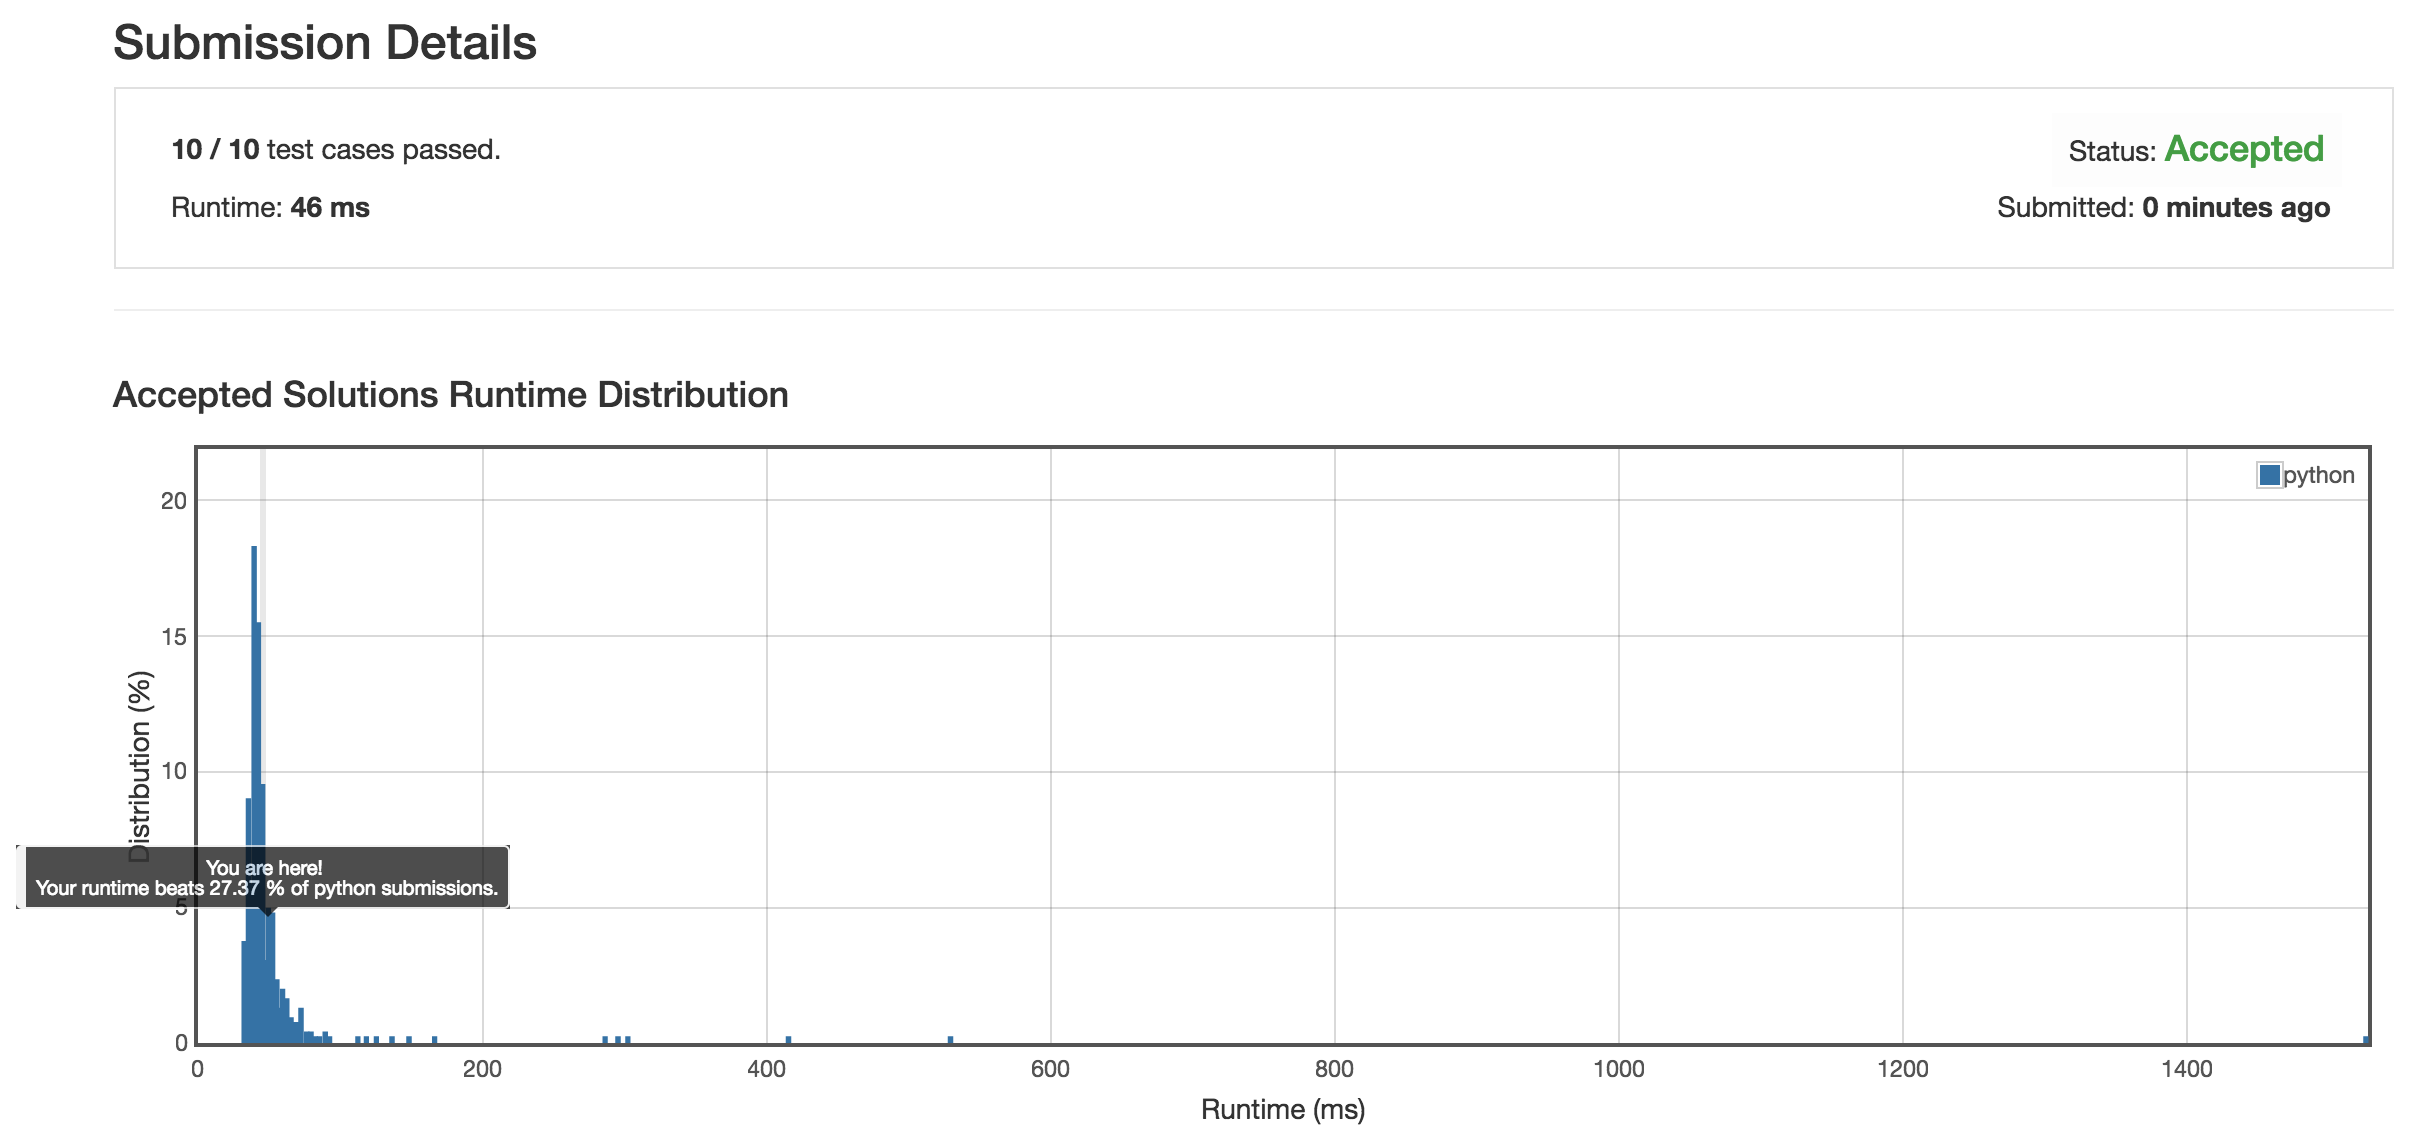 Submission Details
10 / 10 test cases passed.
Status: Accepted
Runtime: 46 ms
Submitted: 0 minutes ago
Accepted Solutions Runtime Distribution
python
20
15
10
5
0
Distribution (%)
You are here!
Your runtime beats 27.37 % of python submissions.
0 200 400 600 800 1000 1200 1400
Runtime (ms)